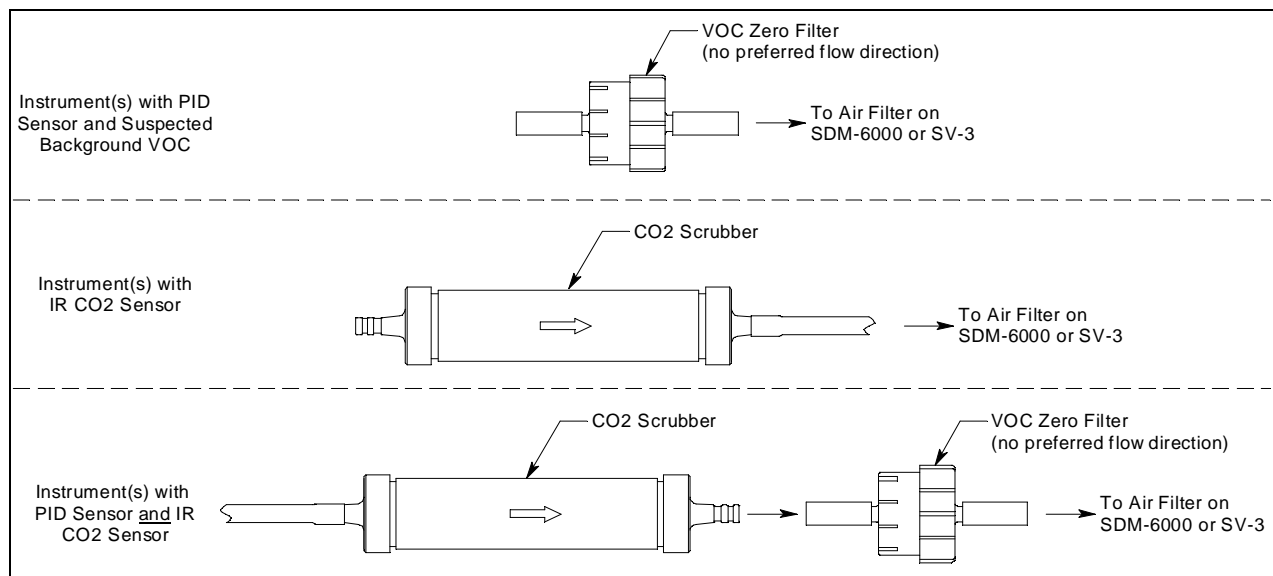 VOC Zero Filter
(no preferred flow direction)
Instrument(s) with PID
Sensor and Suspected
Background VOC
To Air Filter on
SDM-6000 or SV-3
CO2 Scrubber
Instrument(s) with
IR CO2 Sensor
To Air Filter on
SDM-6000 or SV-3
CO2 Scrubber
VOC Zero Filter
(no preferred flow direction)
Instrument(s) with
PID Sensor and IR
CO2 Sensor
To Air Filter on
SDM-6000 or SV-3